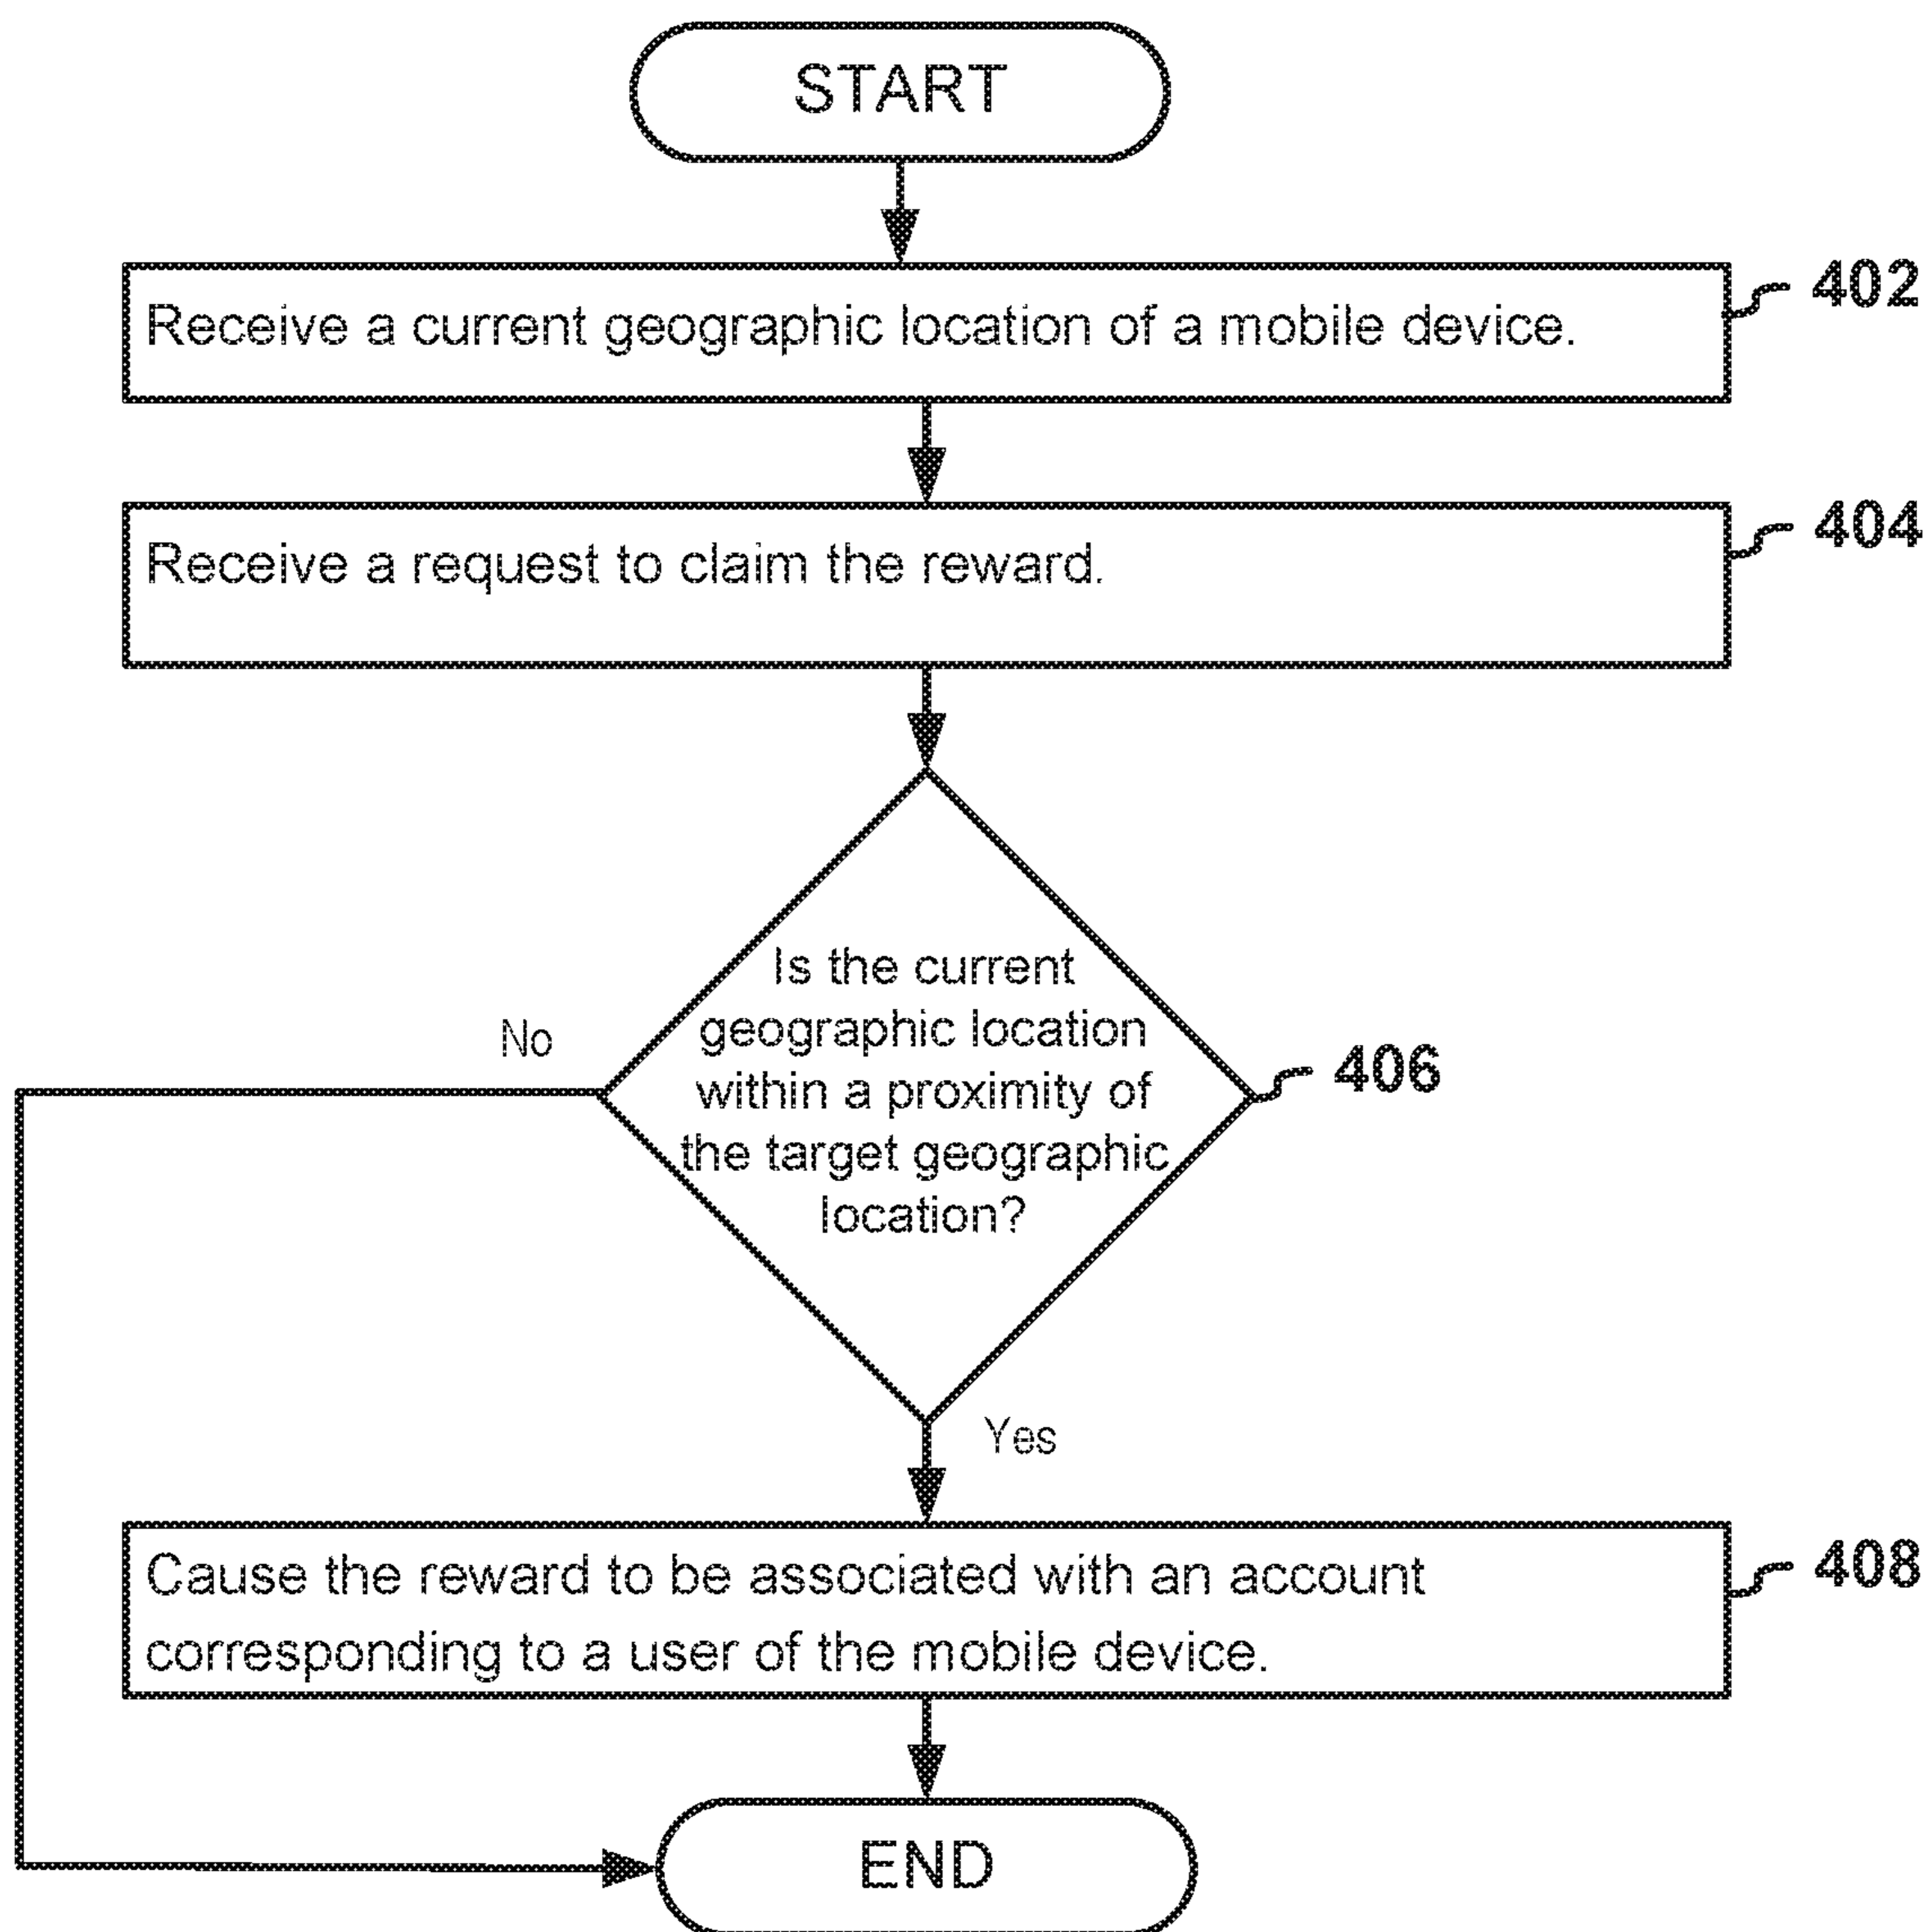 START
Receive a current geographic location of a mobile device.
402
Receive a request to claim the reward.
404
Is the current
geographic location
within a proximity of
the target geographic
location?
No
406
Yes
Cause the reward to be associated with an account
corresponding to a user of the mobile device.
408
END